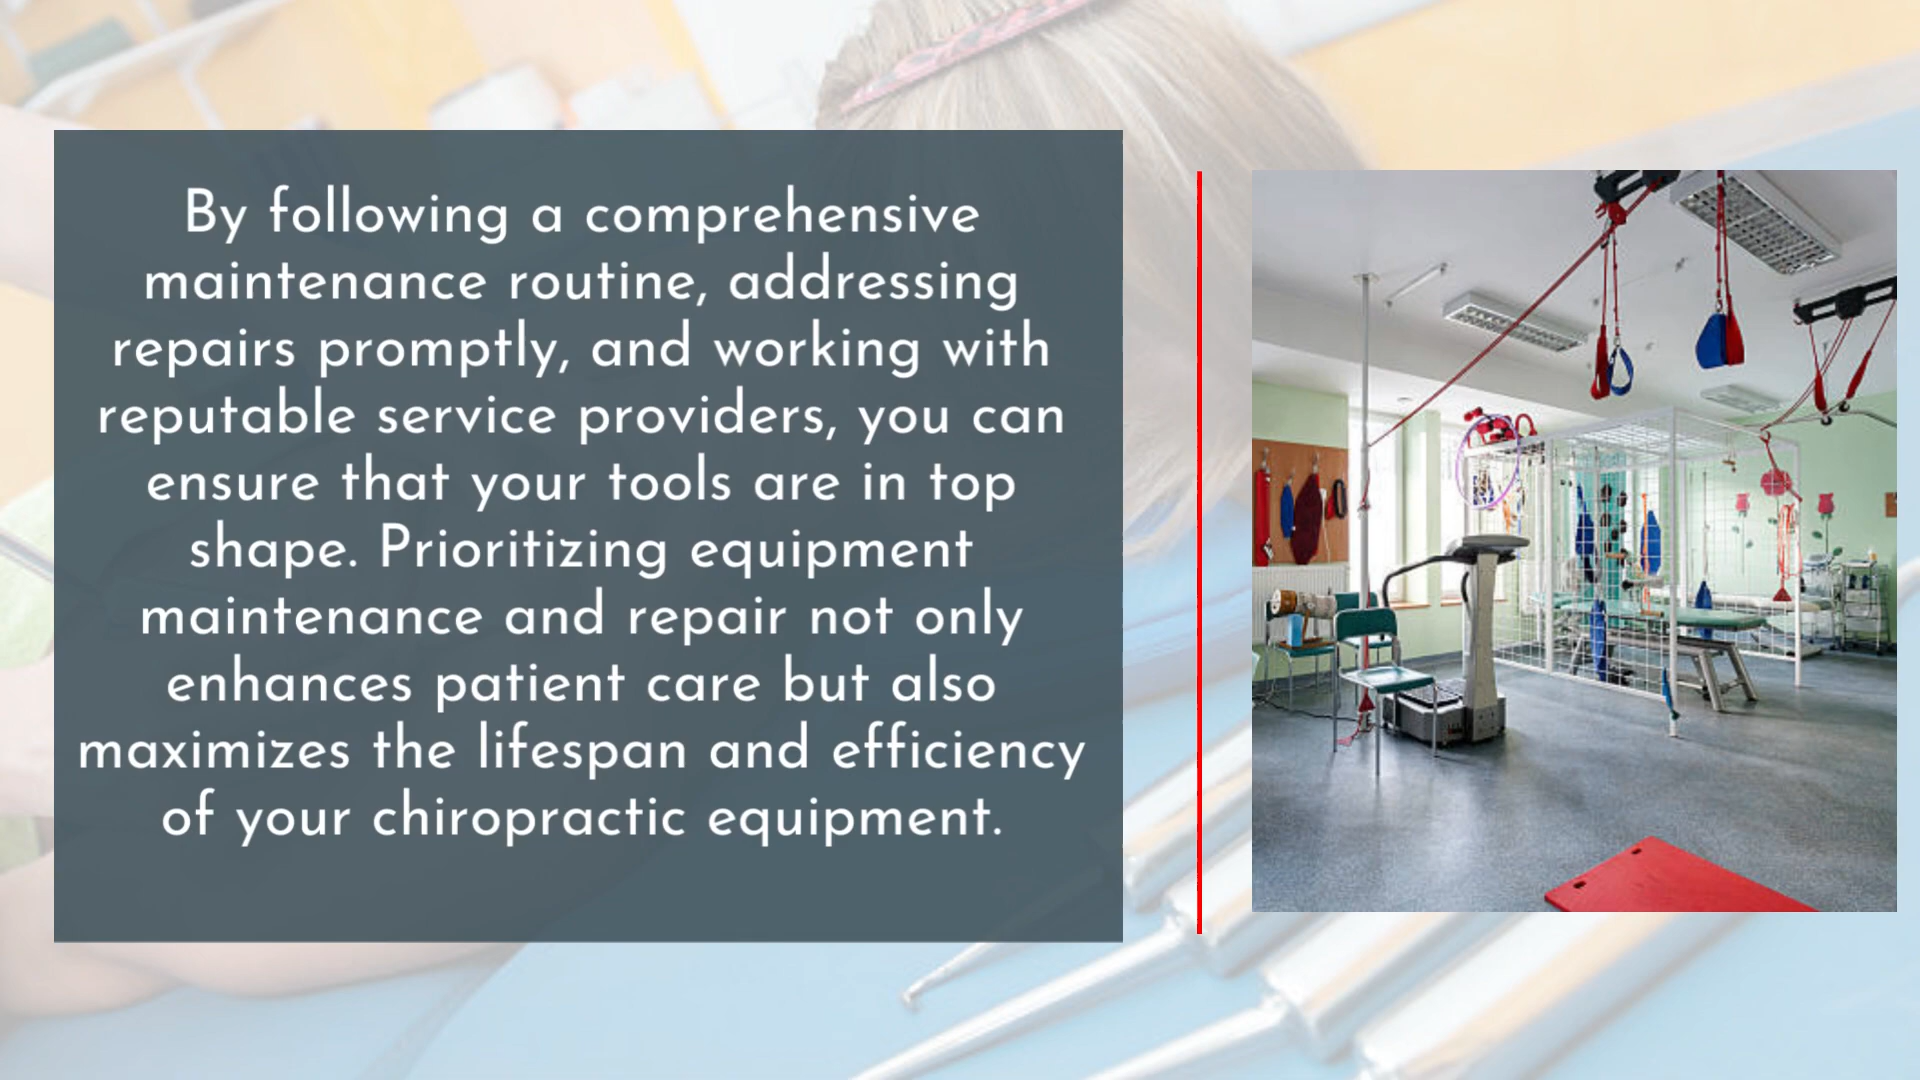 By following a comprehensive
maintenance routine, addressing
repairs promptly, and working with
reputable service providers, you can
ensure that your tools are in top
shape. Prioritizing equipment
maintenance and repair not only
enhances patient care but also
maximizes the lifespan and efficiency
of your chiropractic equipment.